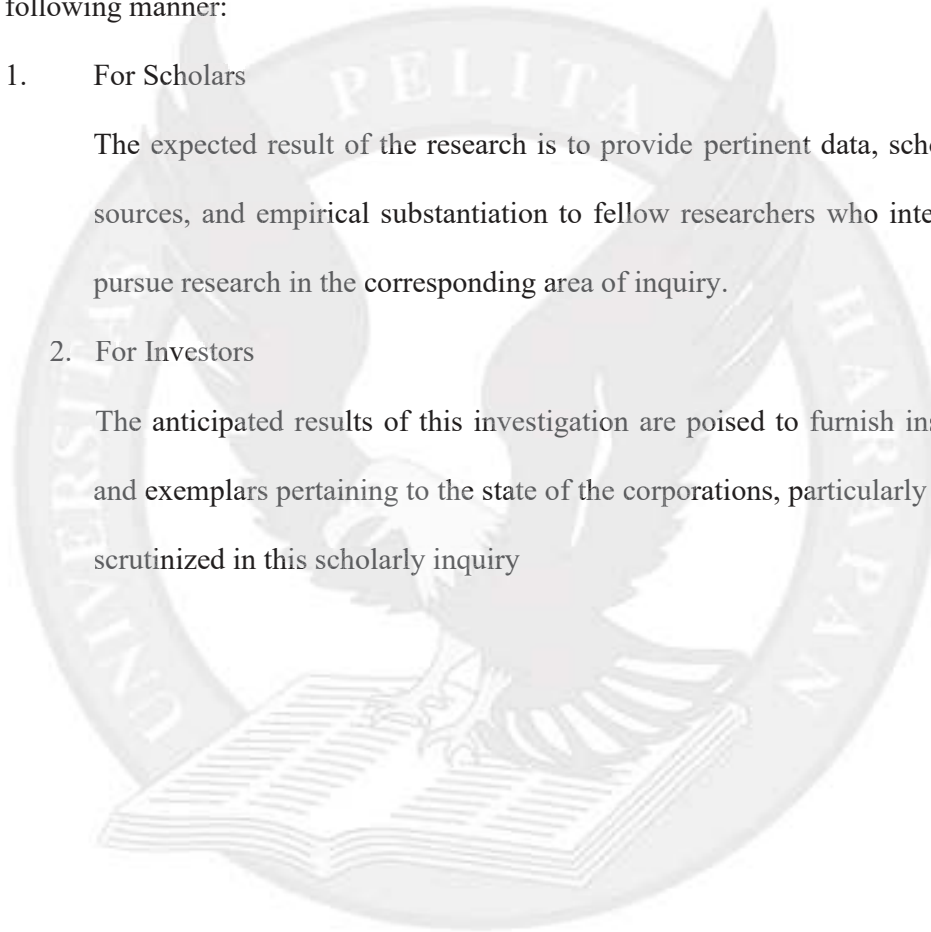 following manner:
1. For Scholars
The expected result of the research is to provide pertinent data,
sources, and empirical substantiation to fellow researchers who
pursue research in the corresponding area of inquiry.
2. For Investors
The anticipated results of this investigation are poised to furnish
and exemplars pertaining to the state of the corporations, particularly
scrutinized in this scholarly inquiry
UNIVERSITAS PELITA HARAPAN